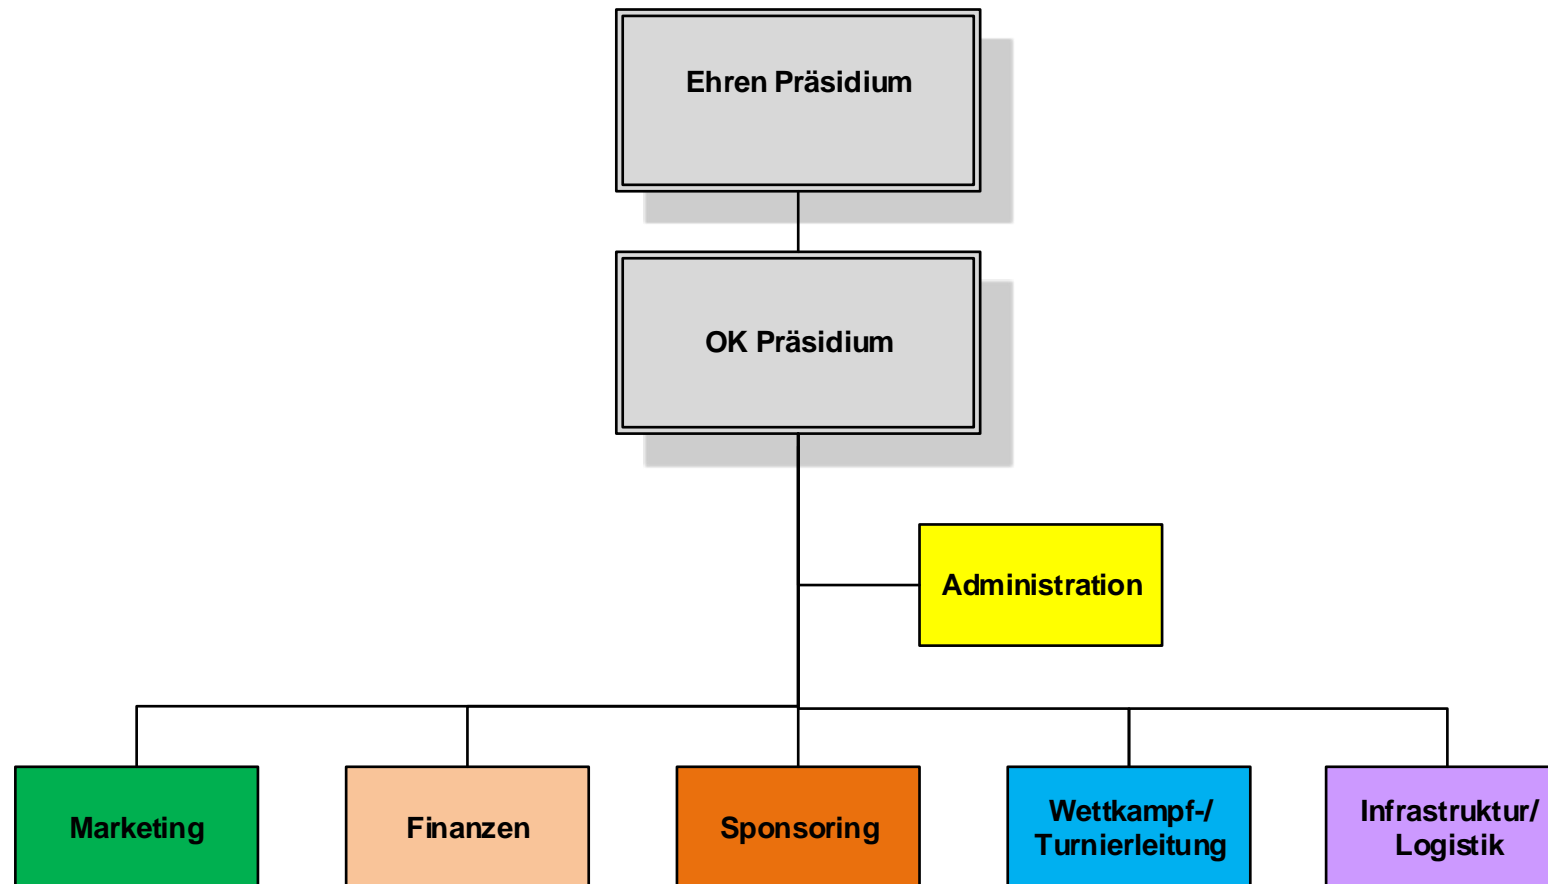 Ehren Präsidium
OK Präsidium
Administration
Marketing
Finanzen
Sponsoring
Wettkampf-/
Turnierleitung
Infrastruktur/
Logistik